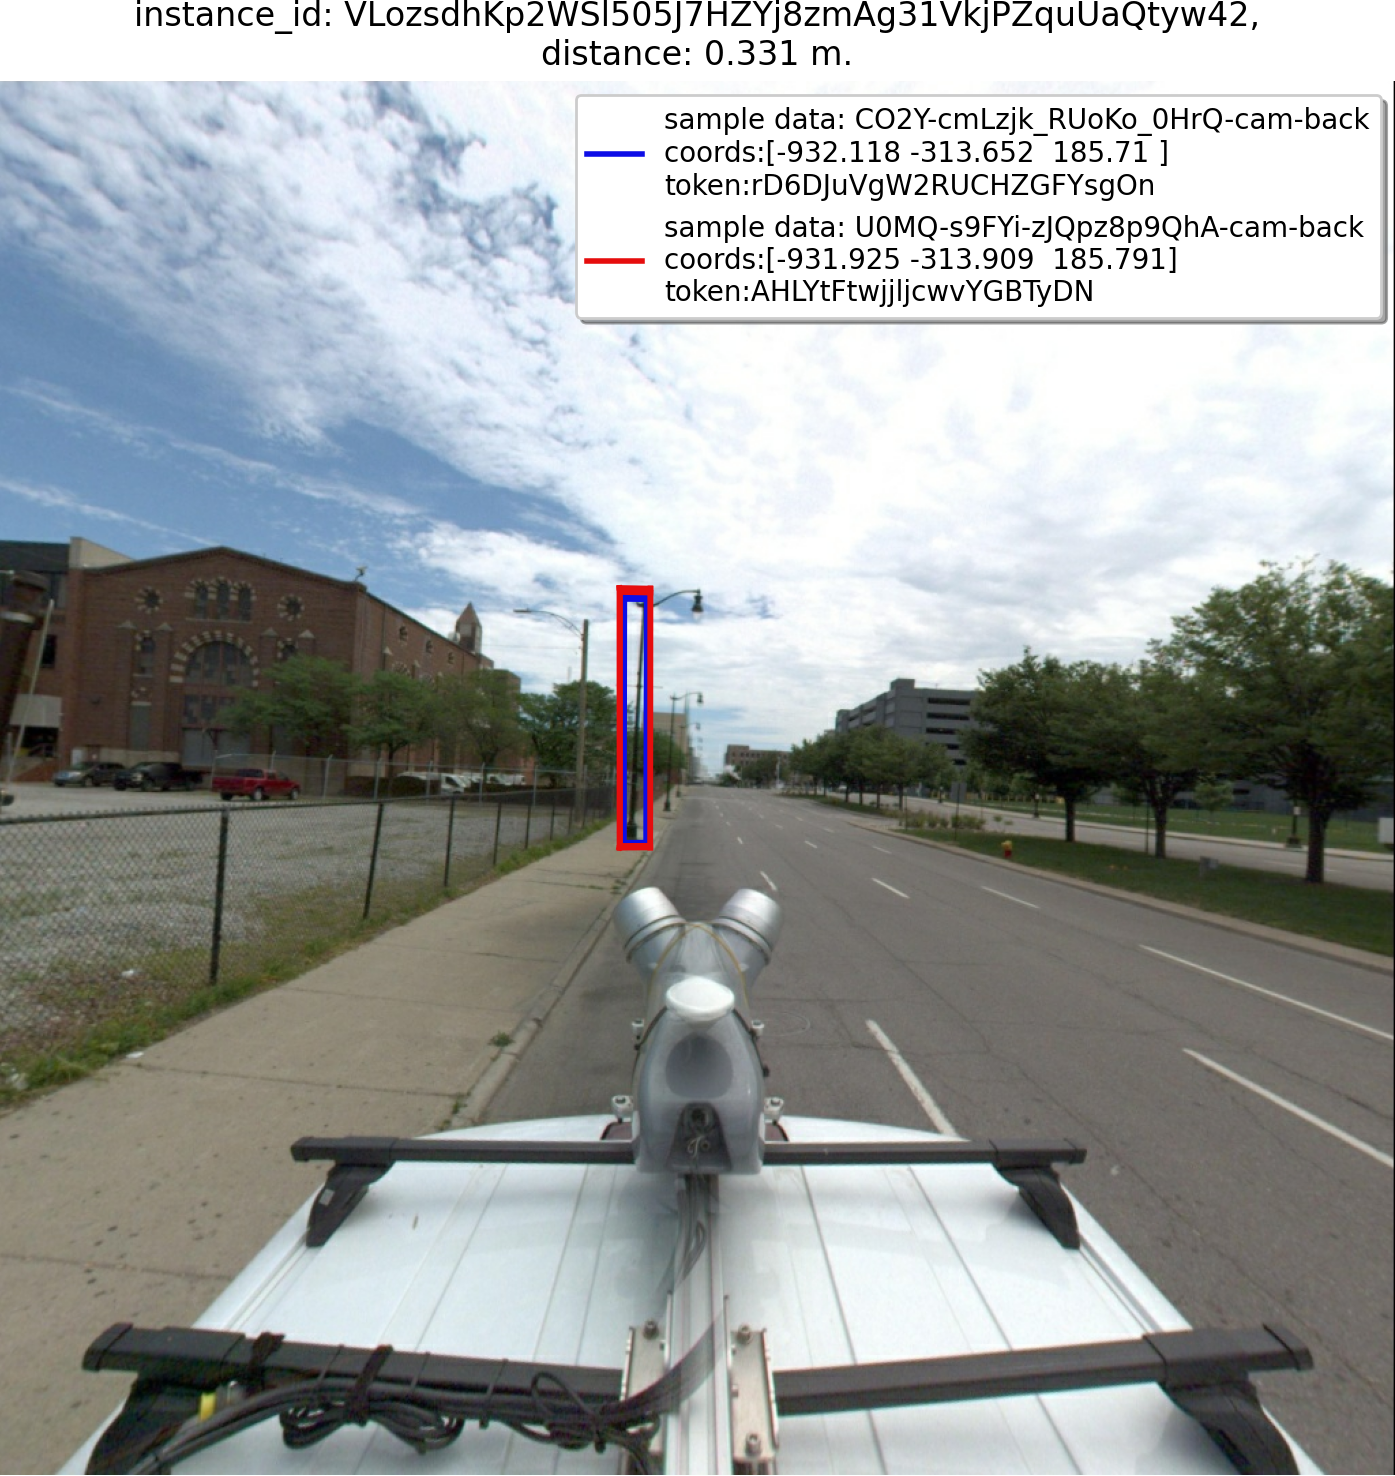 instance_id: VLozsdhKp2WSl505J7HZYj8zmAg31VkjPZquUaQtyw42,
distance: 0.331 m.
sample data: CO2Y-cmLzjk_RUoKo_0HrQ-cam-back
coords:[-932.118 -313.652  185.71 ]
token:rD6DJuVgW2RUCHZGFYsgOn
sample data: U0MQ-s9FYi-zJQpz8p9QhA-cam-back
coords:[-931.925 -313.909  185.791]
token:AHLYtFtwjjljcwvYGBTyDN